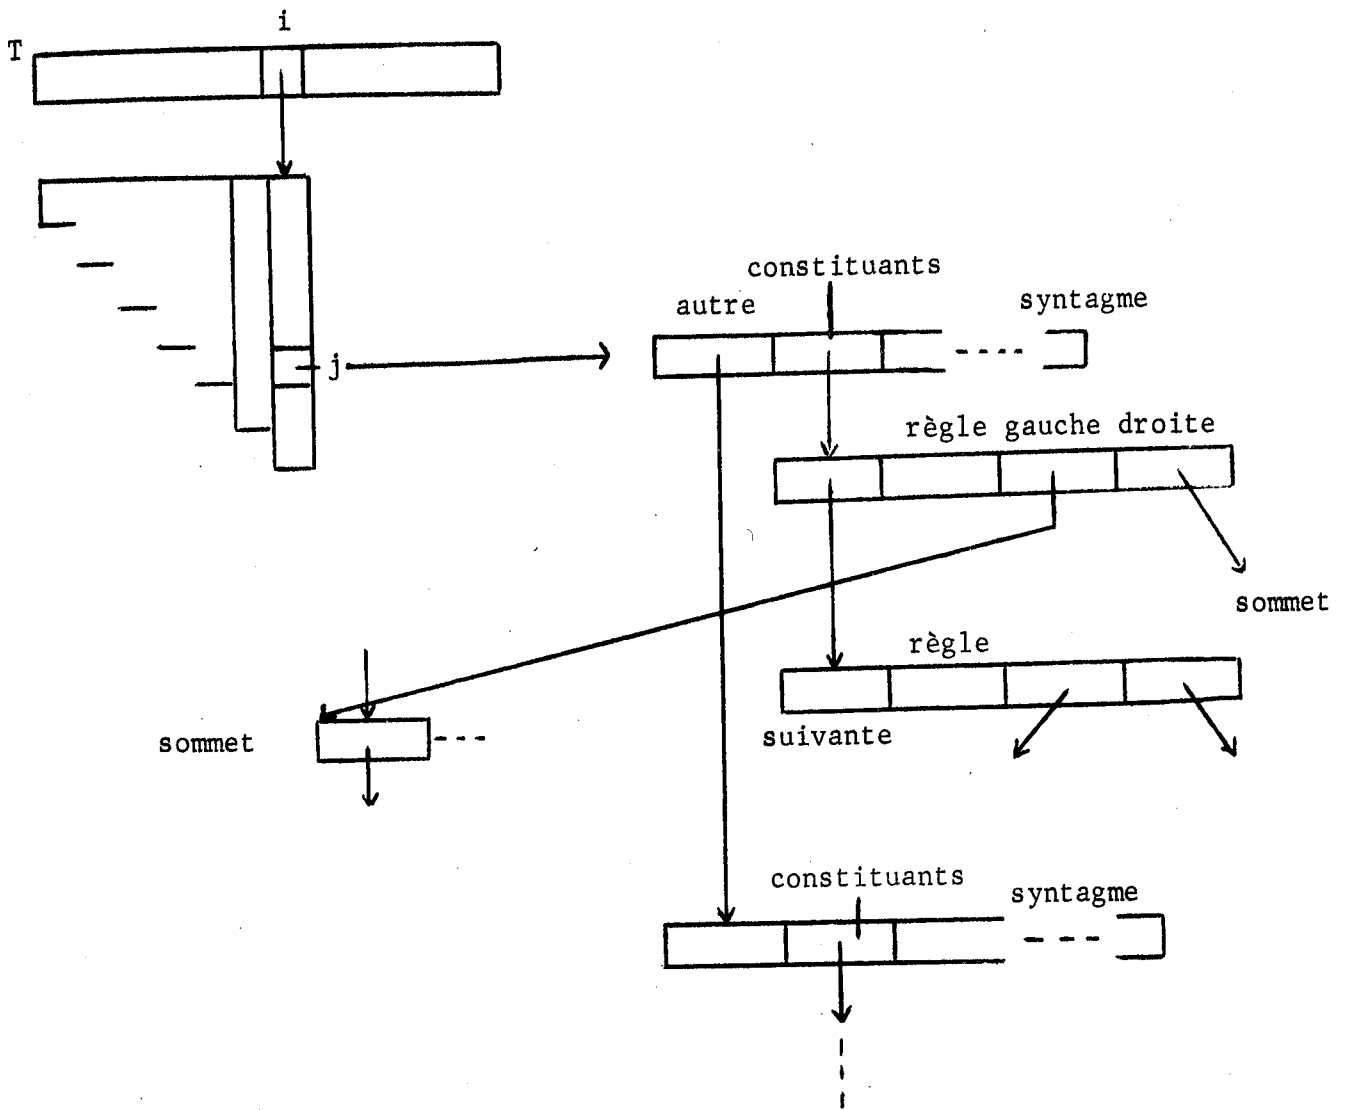 i
T
constituants
autre
syntagme
j
règle gauche droite
sommet
règle
sommet
suivante
constituants
syntagme